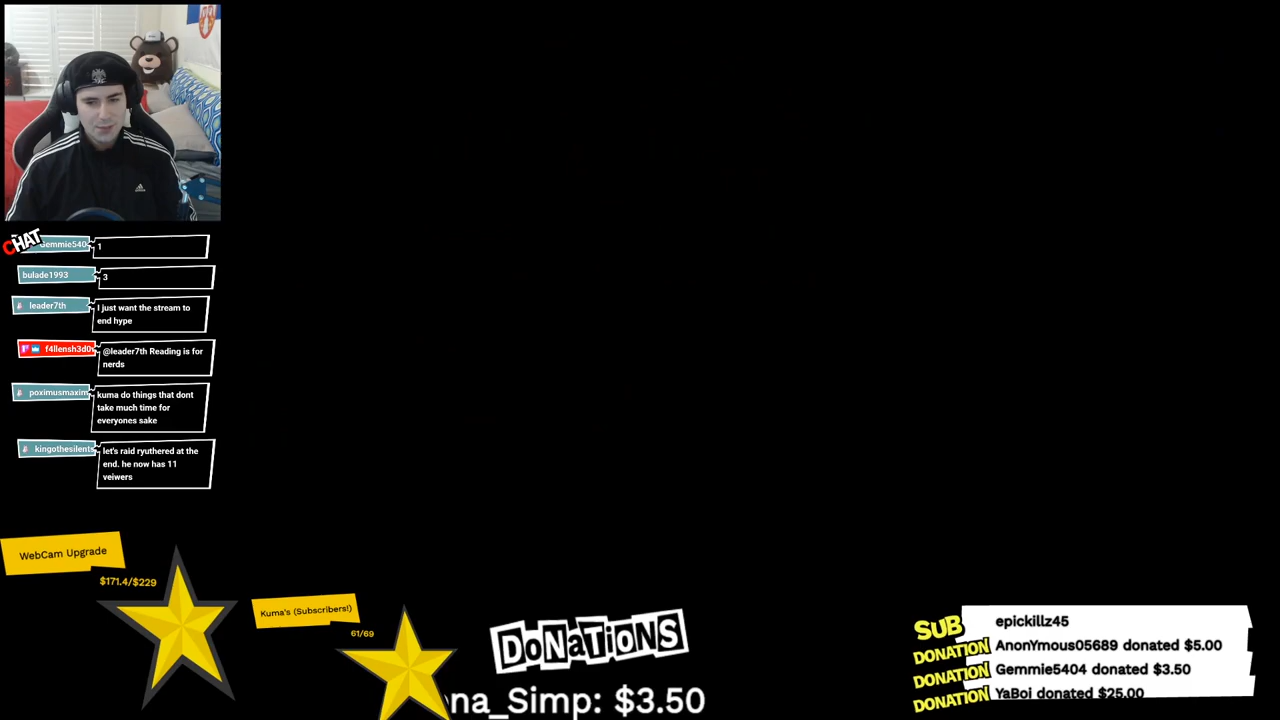 CHAT
Gemmie540
1
bulade1993
3
leader7th
I just want the stream to
end hype
f4llensh3d0
@leader7th Reading is for
nerds
poximusmaxim
kuma do things that dont
take much time for
everyones sake
kingothesilents
let's raid ryuthered at the
end. he now has 11
veiwers
WebCam Upgrade
$171.4/$229
Kuma's (Subscribers!)
61/69
DoNaTiONS
na_Simp: $3.50
SUB epickillz45
DONATION AnonYmous05689 donated $5.00
DONATION Gemmie5404 donated $3.50
DONATION YaBoi donated $25.00